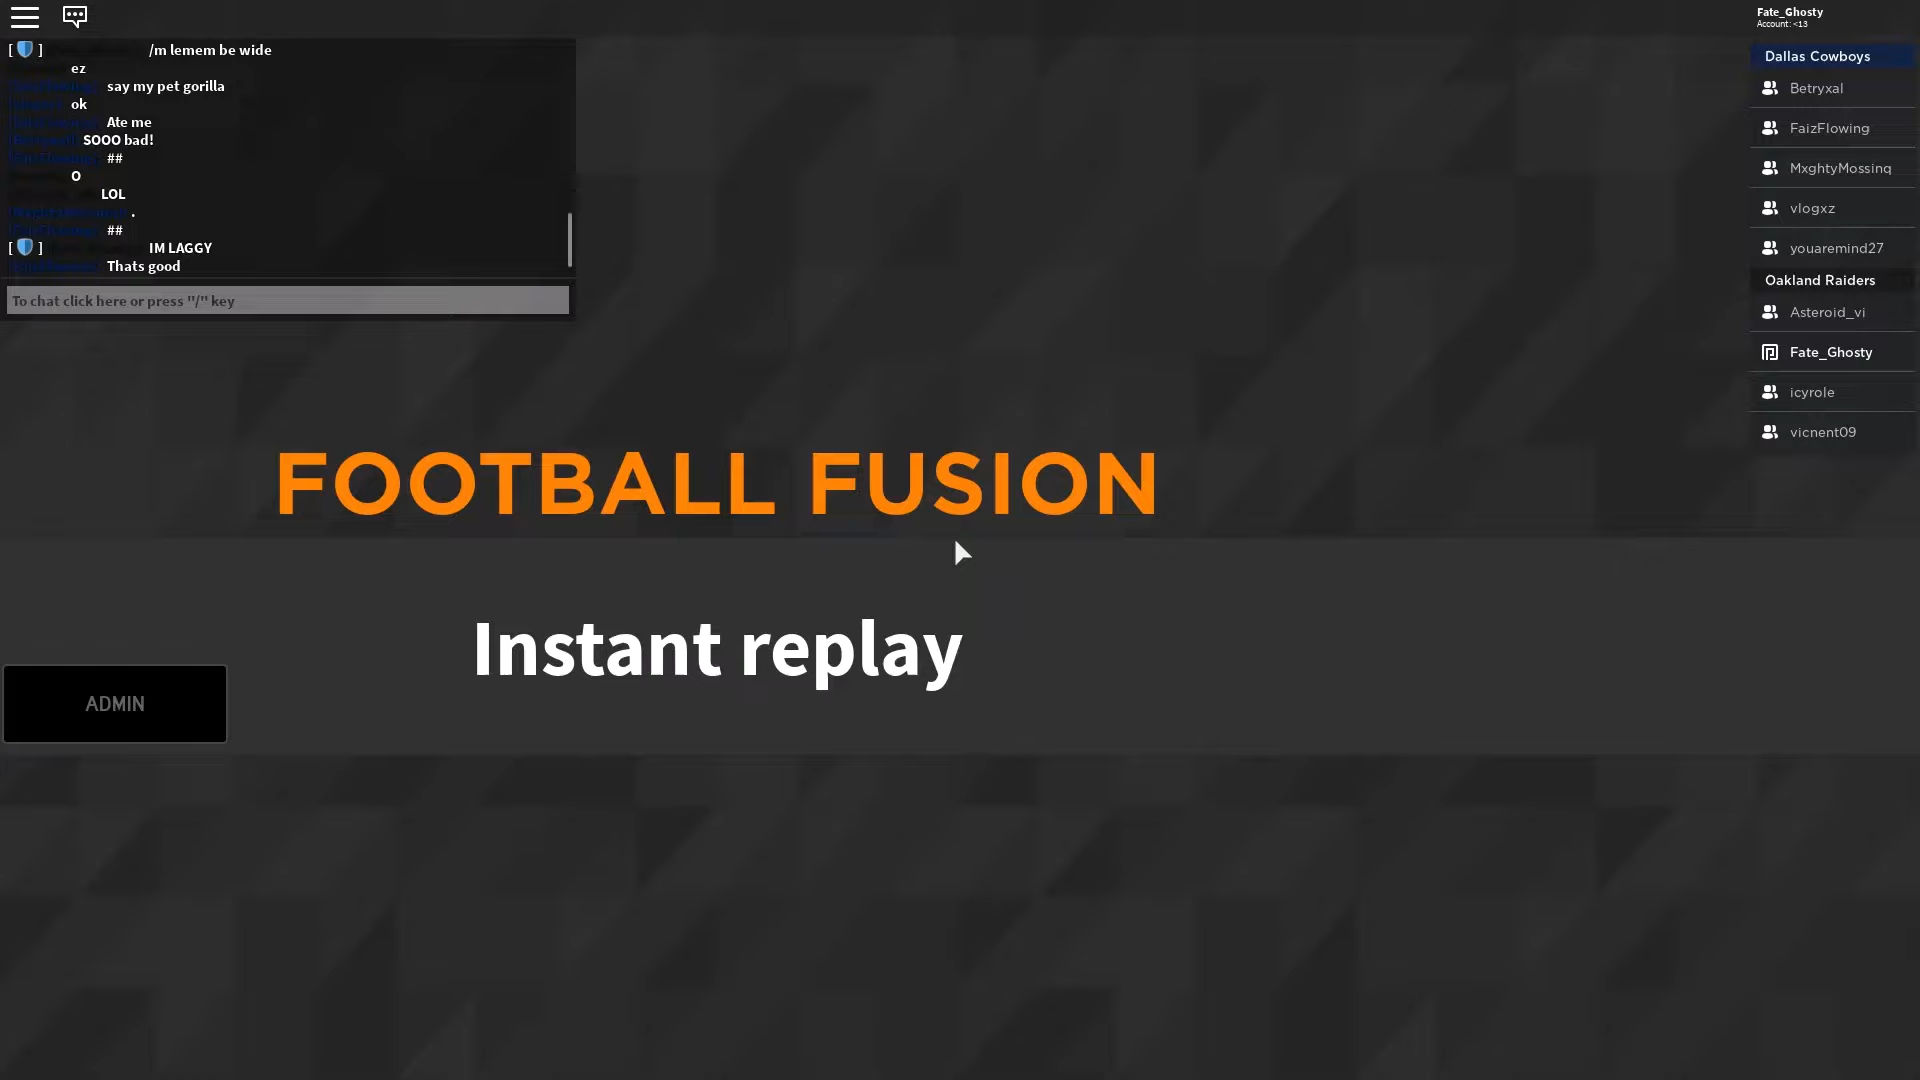 [ ] /m lemem be wide
ez
say my pet gorilla
ok
Ate me
SOOO bad!
##
O
LOL
.
##
[ ] IM LAGGY
Thats good
To chat click here or press "/" key
FOOTBALL FUSION
Instant replay
ADMIN
Fate_Ghosty
Account: <13
Dallas Cowboys
Betryxal
FaizFlowing
MxghtyMossinq
vlogxz
youaremind27
Oakland Raiders
Asteroid_vi
Fate_Ghosty
icyrole
vicnent09